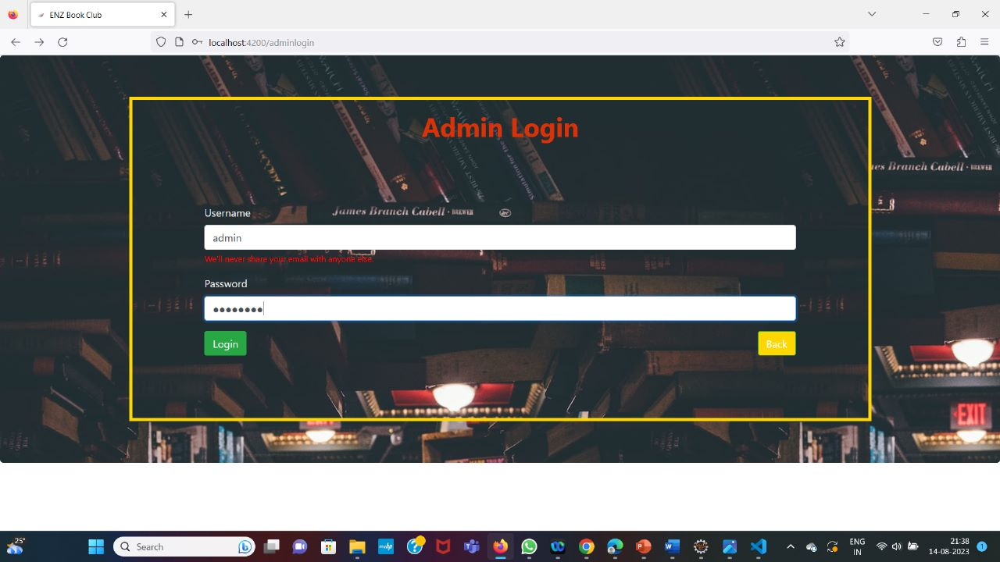 ENZ Book Club
localhost:4200/adminlogin
Admin Login
James Branch Cabell · BREWER
Branch Cabell · BREWER
Username
admin
We'll never share your email with anyone else.
Password
Login
Back
EXIT
25°
Search
myhp
ENG
IN
21:38
14-08-2023
1